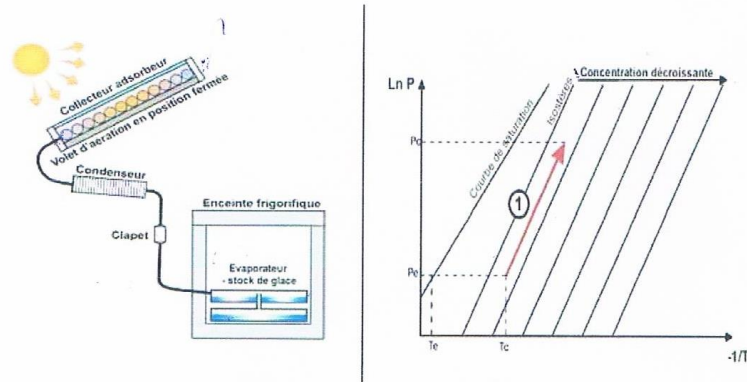 Collecteur adsorbeur
Volet d'aération en position fermée
Condenseur
Clapet
Enceinte frigorifique
Evaporateur
- stock de glace
Ln P
Concentration décroissante
Isostères
Courbe de saturation
Pc
1
Pe
Te
Tc
-1/T